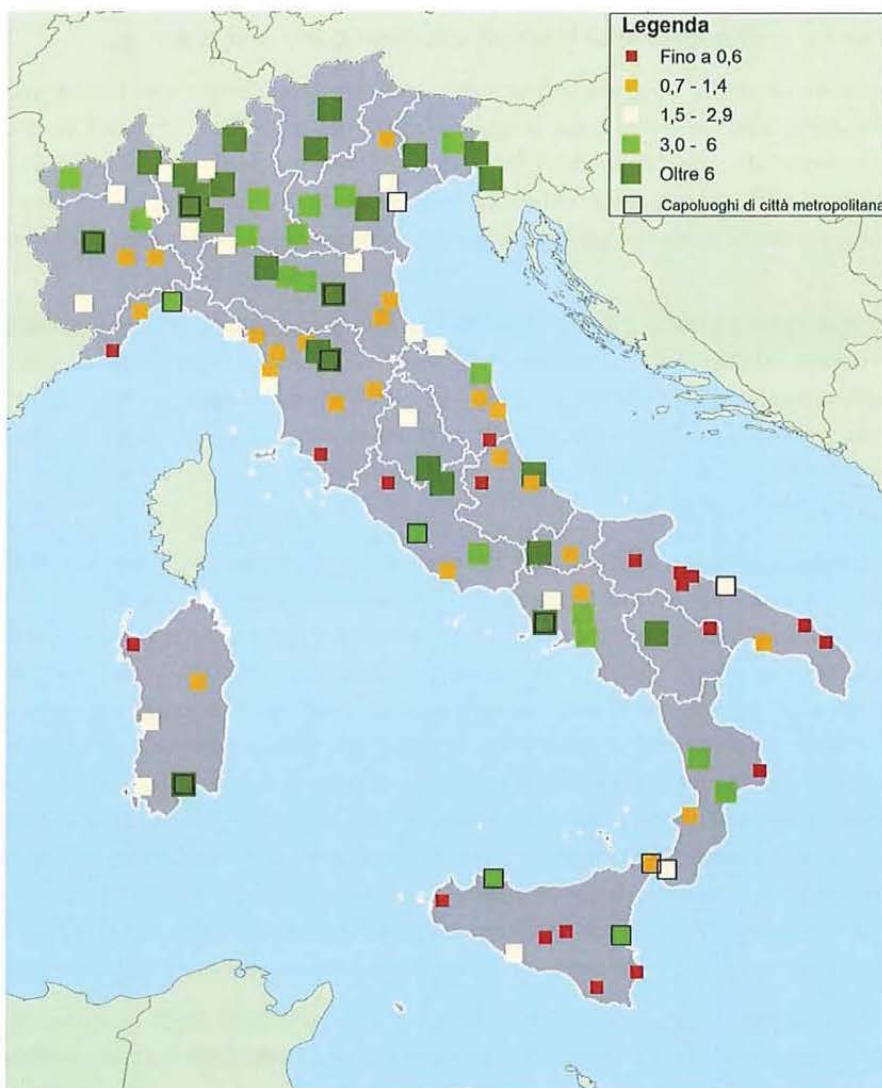 Legenda
Fino a 0,6
0,7 - 1,4
1,5 - 2,9
3,0 - 6
Oltre 6
Capoluoghi di città metropolitana